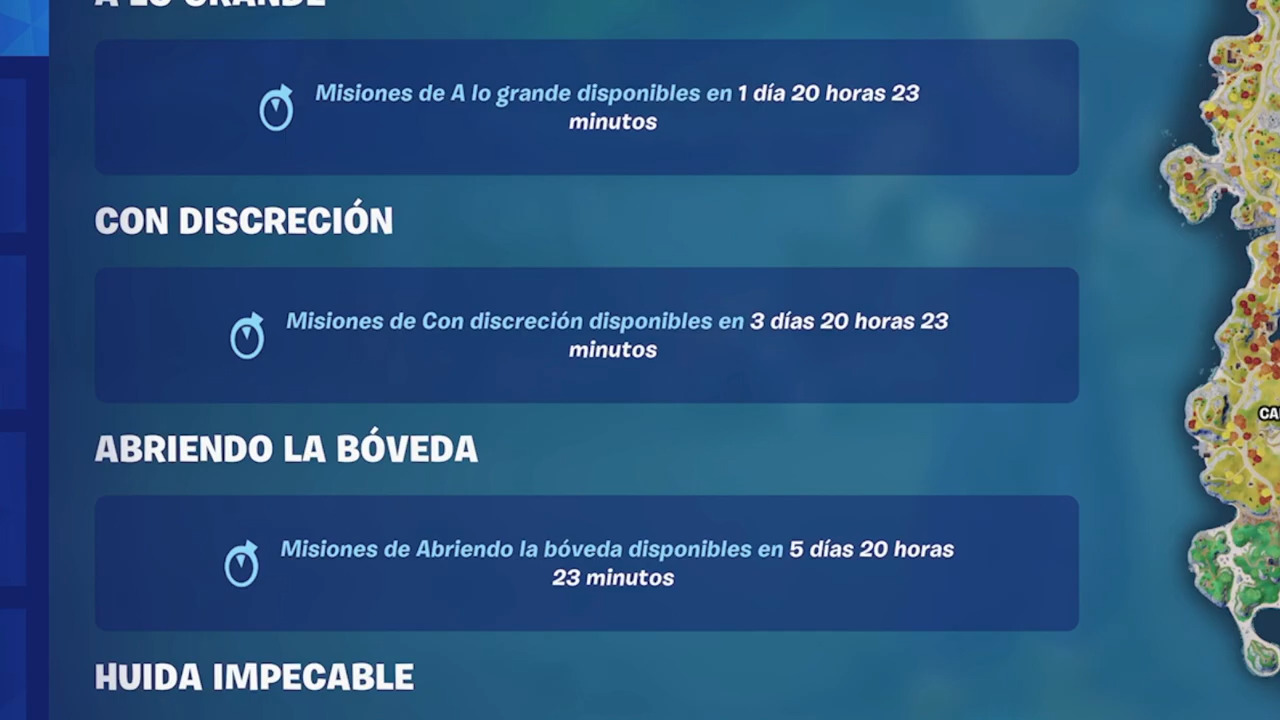 A LO GRANDE
Misiones de A lo grande disponibles en 1 día 20 horas 23
minutos
CON DISCRECIÓN
Misiones de Con discreción disponibles en 3 días 20 horas 23
minutos
ABRIENDO LA BÓVEDA
Misiones de Abriendo la bóveda disponibles en 5 días 20 horas
23 minutos
HUIDA IMPECABLE